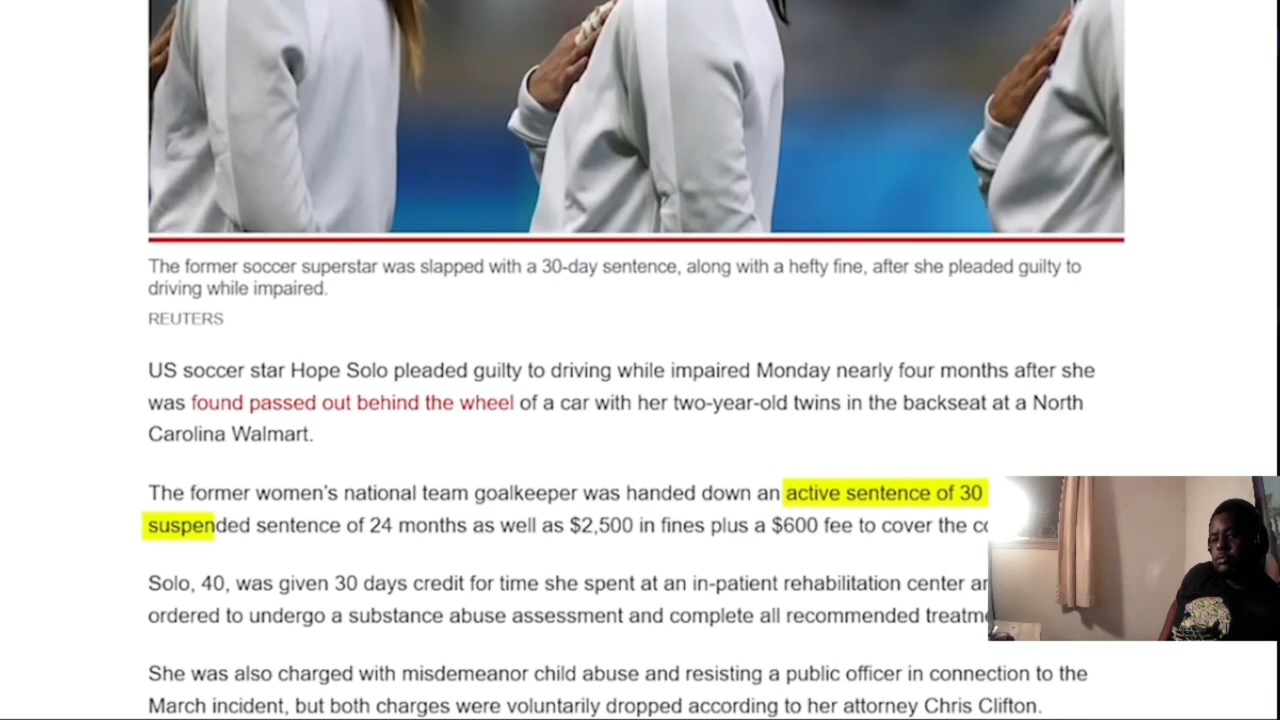 The former soccer superstar was slapped with a 30-day sentence, along with a hefty fine, after she pleaded guilty to
driving while impaired.
REUTERS
US soccer star Hope Solo pleaded guilty to driving while impaired Monday nearly four months after she
was found passed out behind the wheel of a car with her two-year-old twins in the backseat at a North
Carolina Walmart.
The former women’s national team goalkeeper was handed down an active sentence of 30
suspended sentence of 24 months as well as $2,500 in fines plus a $600 fee to cover the
Solo, 40, was given 30 days credit for time she spent at an in-patient rehabilitation center
ordered to undergo a substance abuse assessment and complete all recommended
She was also charged with misdemeanor child abuse and resisting a public officer in connection to the
March incident, but both charges were voluntarily dropped according to her attorney Chris Clifton.